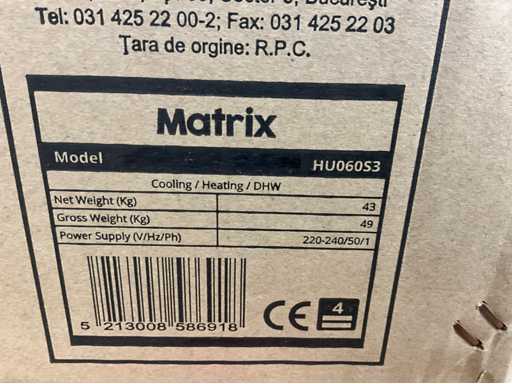 București
Tel: 031 425 22 00-2; Fax: 031 425 22 03
Țara de orgine: R.P.C.
Matrix
Model HU060S3
Cooling / Heating / DHW
Net Weight (Kg) 43
Gross Weight (Kg) 49
Power Supply (V/Hz/Ph) 220-240/50/1
5 213008 586918
CE
4